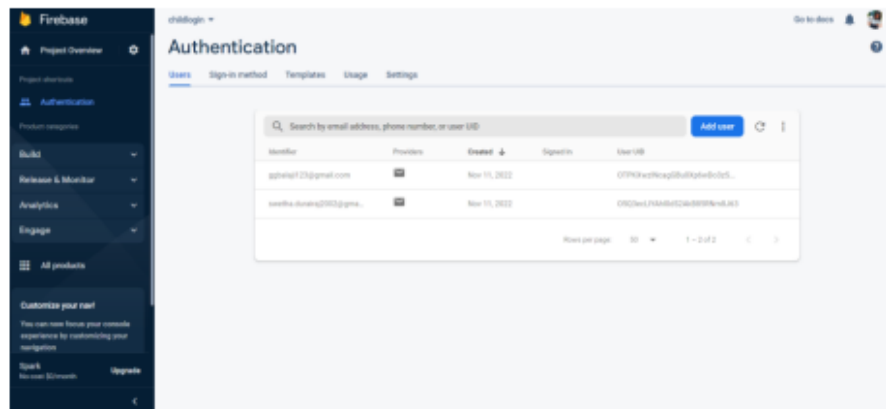 Firebase
Project Overview
Project shortcuts
Authentication
Product categories
Build
Release & Monitor
Analytics
Engage
All products
Customize your nav!
You can now focus your console
experience by customizing your
navigation
Spark
No-cost $0/month
Upgrade
childlogin
Go to docs
Authentication
Users Sign-in method Templates Usage Settings
Search by email address, phone number, or user UID
Add user
Identifier Providers Created Signed In User UID
Nov 11, 2022
Nov 11, 2022
Rows per page: 50 1 – 2 of 2